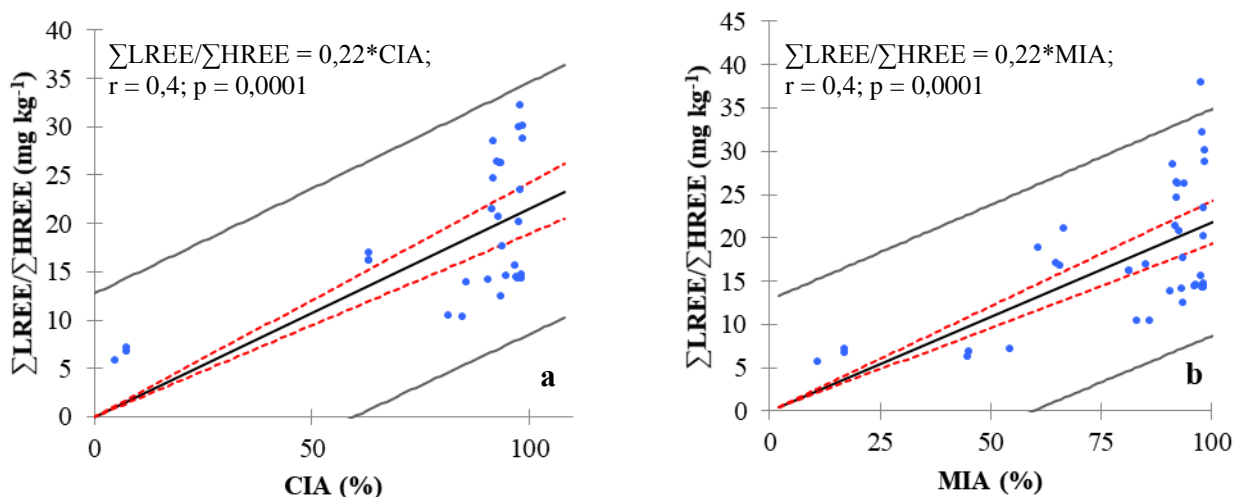 ∑LREE/∑HREE (mg kg⁻¹)
40
35
30
25
20
15
10
5
0
∑LREE/∑HREE = 0,22*CIA;
r = 0,4; p = 0,0001
a
0
50
100
CIA (%)
∑LREE/∑HREE (mg kg⁻¹)
45
40
35
30
25
20
15
10
5
0
∑LREE/∑HREE = 0,22*MIA;
r = 0,4; p = 0,0001
b
0
25
50
75
100
MIA (%)